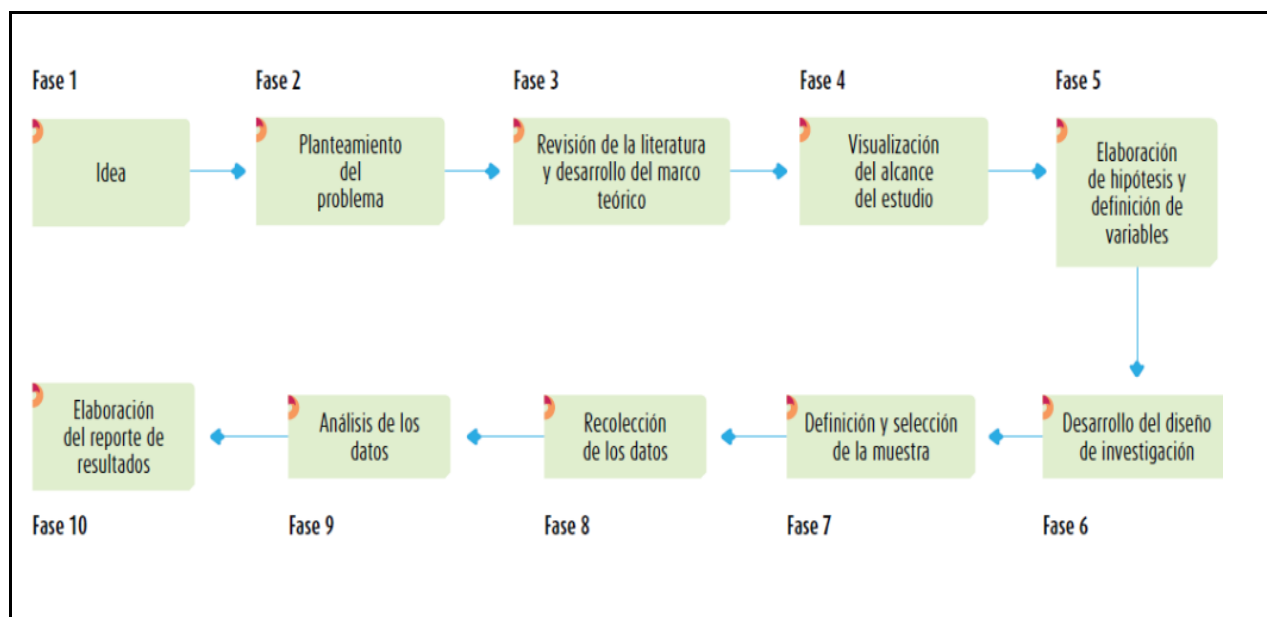 Fase 1
Fase 2
Fase 3
Fase 4
Fase 5
Idea
Planteamiento
del
problema
Revisión de la literatura
y desarrollo del marco
teórico
Visualización
del alcance
del estudio
Elaboración
de hipótesis y
definición de
variables
Desarrollo del diseño
de investigación
Definición y selección
de la muestra
Recolección
de los datos
Análisis de los
datos
Elaboración
del reporte de
resultados
Fase 10
Fase 9
Fase 8
Fase 7
Fase 6